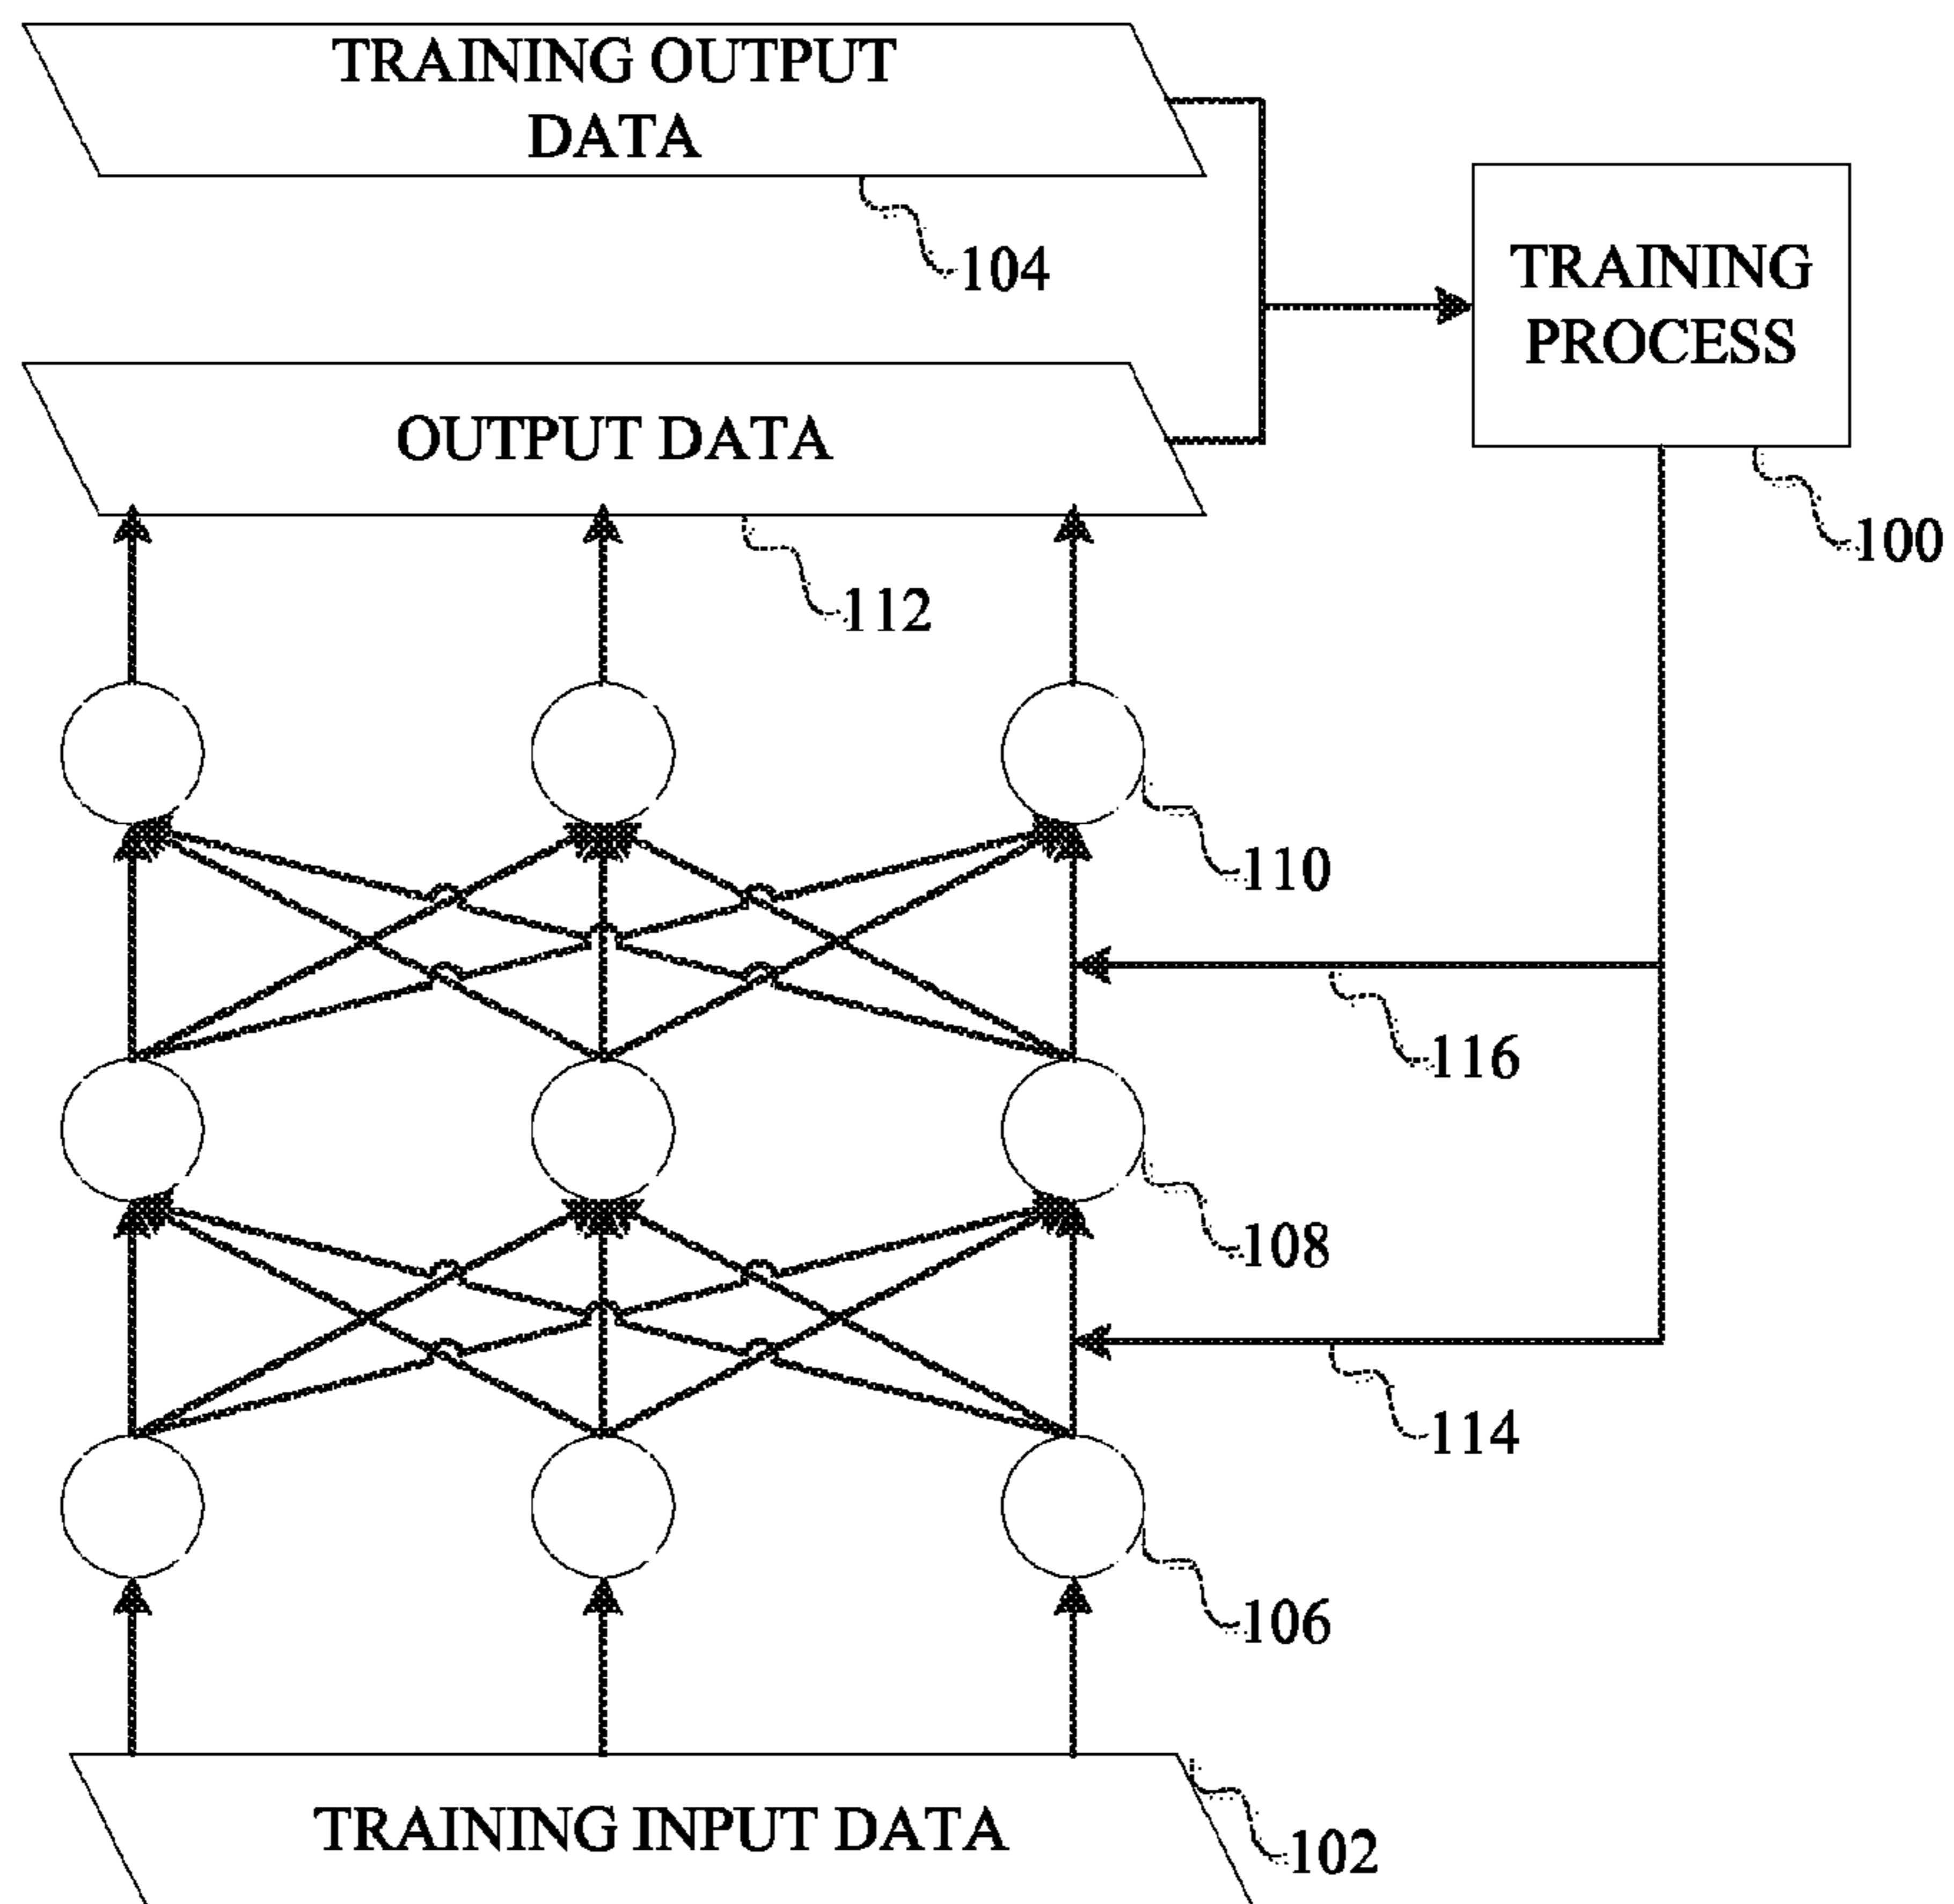 TRAINING OUTPUT
DATA
104
TRAINING
PROCESS
OUTPUT DATA
100
112
110
116
108
114
106
TRAINING INPUT DATA
102